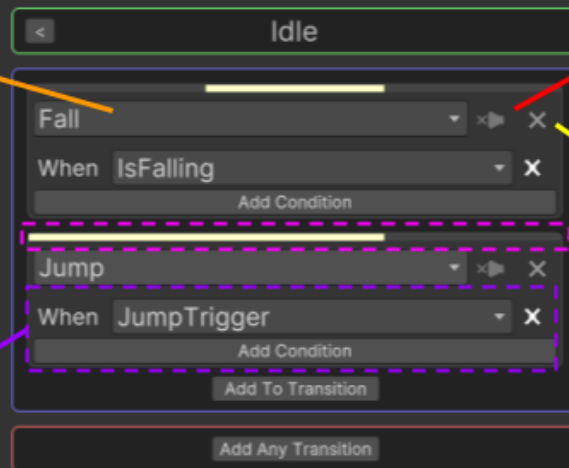 < Idle
Fall
When IsFalling X
Add Condition
Jump
When JumpTrigger X
Add Condition
Add To Transition
Add Any Transition